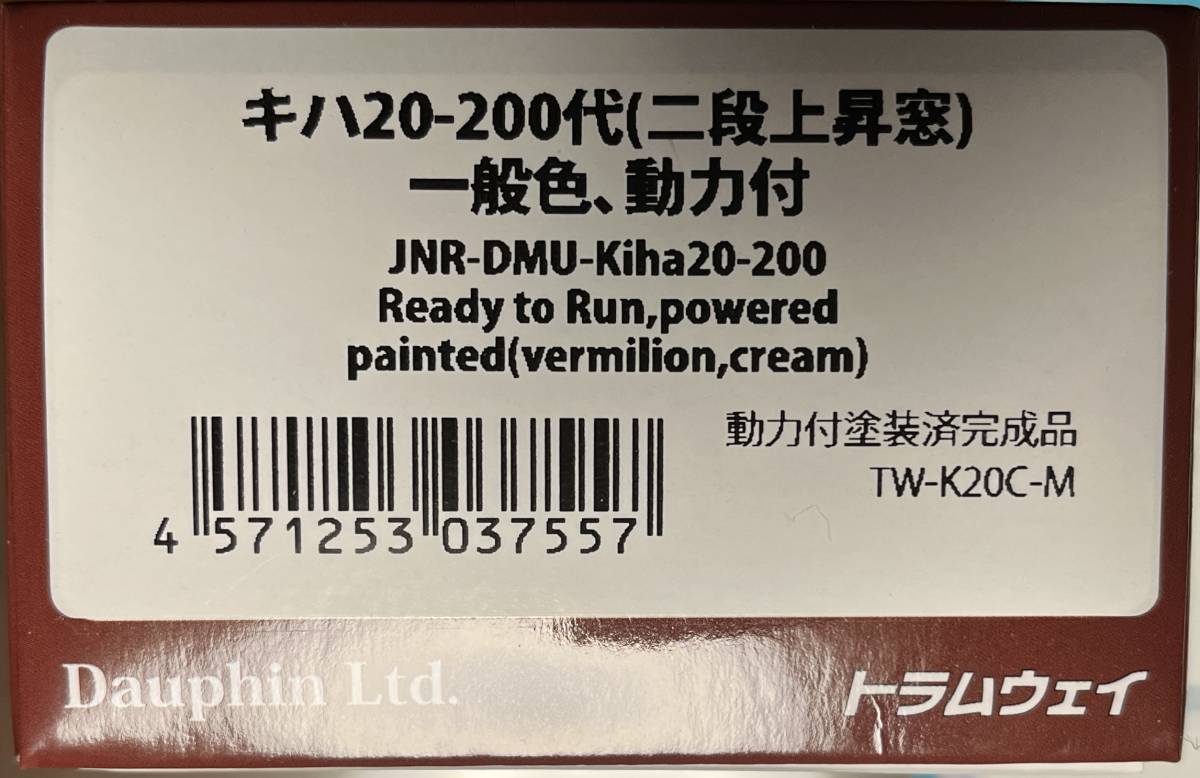 キハ20-200代(二段上昇窓)
一般色、動力付
JNR-DMU-Kiha20-200
Ready to Run,powered
painted(vermilion,cream)
動力付塗装済完成品
TW-K20C-M
4 571253 037557
Dauphin Ltd.
トラムウェイ